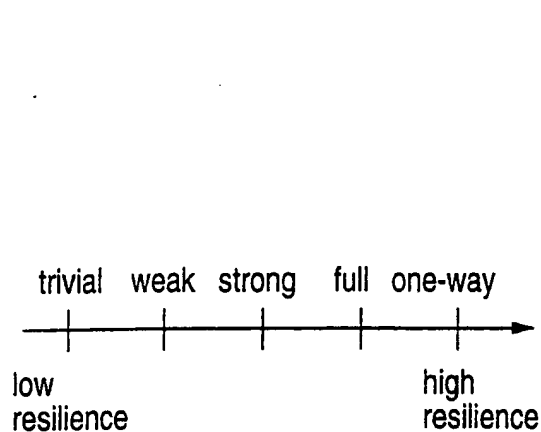 trivial weak strong full one-way
low high
resilience resilience